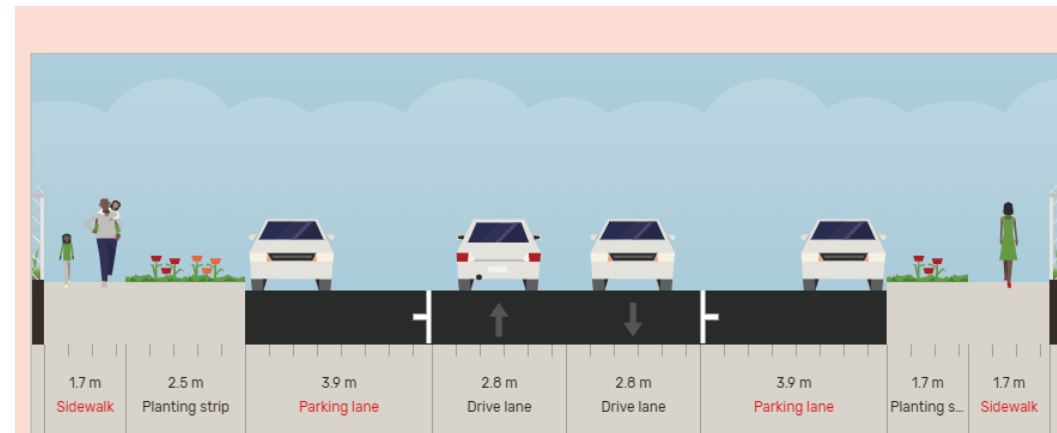 1.7 m 2.5 m 3.9 m 2.8 m 2.8 m 3.9 m 1.7 m 1.7 m
Sidewalk Planting strip Parking lane Drive lane Drive lane Parking lane Planting s... Sidewalk